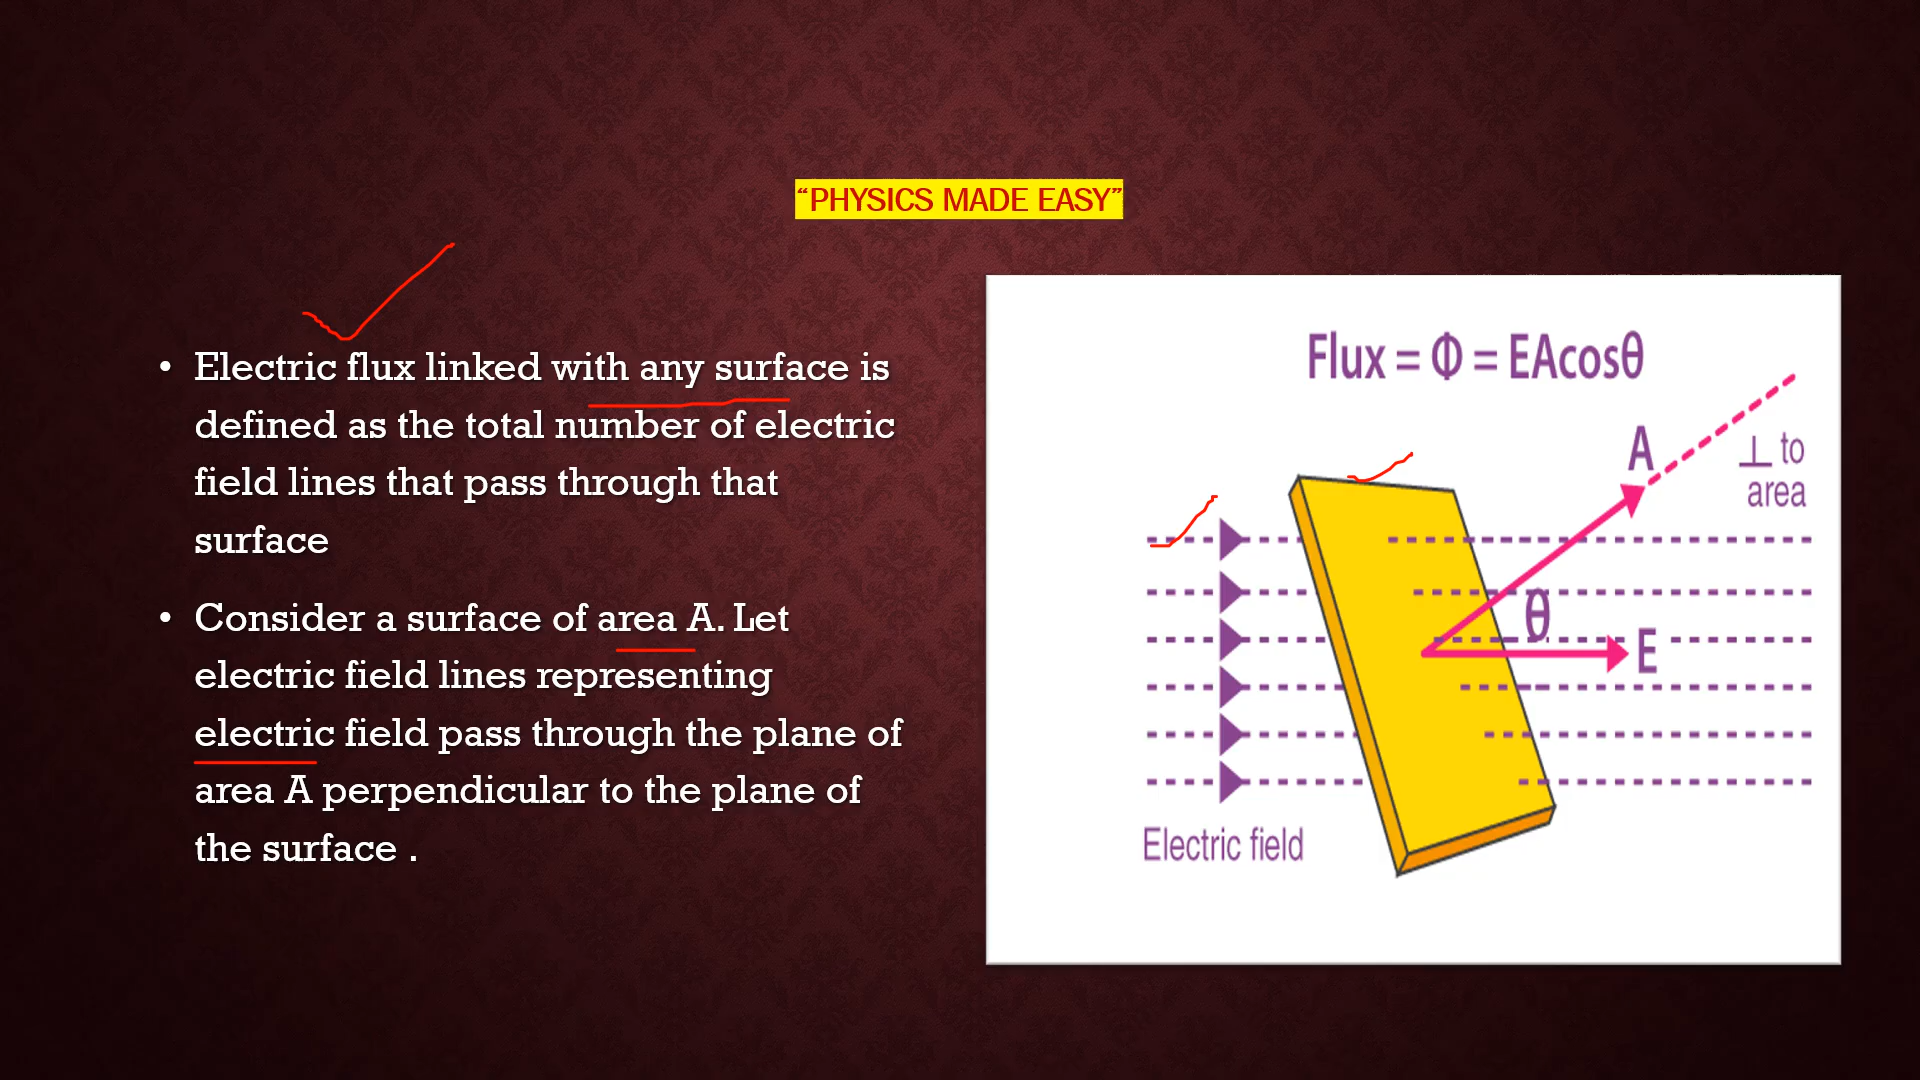 “PHYSICS MADE EASY”
• Electric flux linked with any surface is
defined as the total number of electric
field lines that pass through that
surface
• Consider a surface of area A. Let
electric field lines representing
electric field pass through the plane of
area A perpendicular to the plane of
the surface .
Flux = Φ = EAcosθ
A
⊥ to
area
θ
E
Electric field